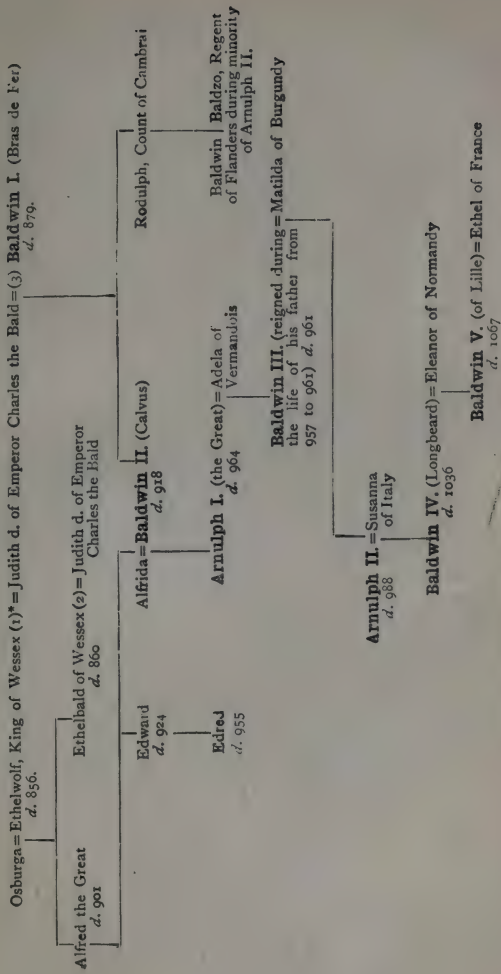 Osburga=Ethelwolf, King of Wessex (1)*=Judith d. of Emperor Charles the Bald=(3) Baldwin I. (Bras de Fer)
d. 856.
d. 879.
Alfred the Great
d. 901
Ethelbald of Wessex (2)=Judith d. of Emperor
d. 860
Charles the Bald
Edward
d. 924
Alfrida=Baldwin II. (Calvus)
d. 918
Rodulph, Count of Cambrai
Edred
d. 955
Arnulph I. (the Great)=Adela of
d. 964
Vermandois
Baldwin Baldzo, Regent
of Flanders during minority
of Arnulph II.
Baldwin III. (reigned during=Matilda of Burgundy
the life of his father from
957 to 961) d. 961
Arnulph II.=Susanna
d. 988
of Italy
Baldwin IV. (Longbeard)=Eleanor of Normandy
d. 1036
Baldwin V. (of Lille)=Ethel of France
d. 1067